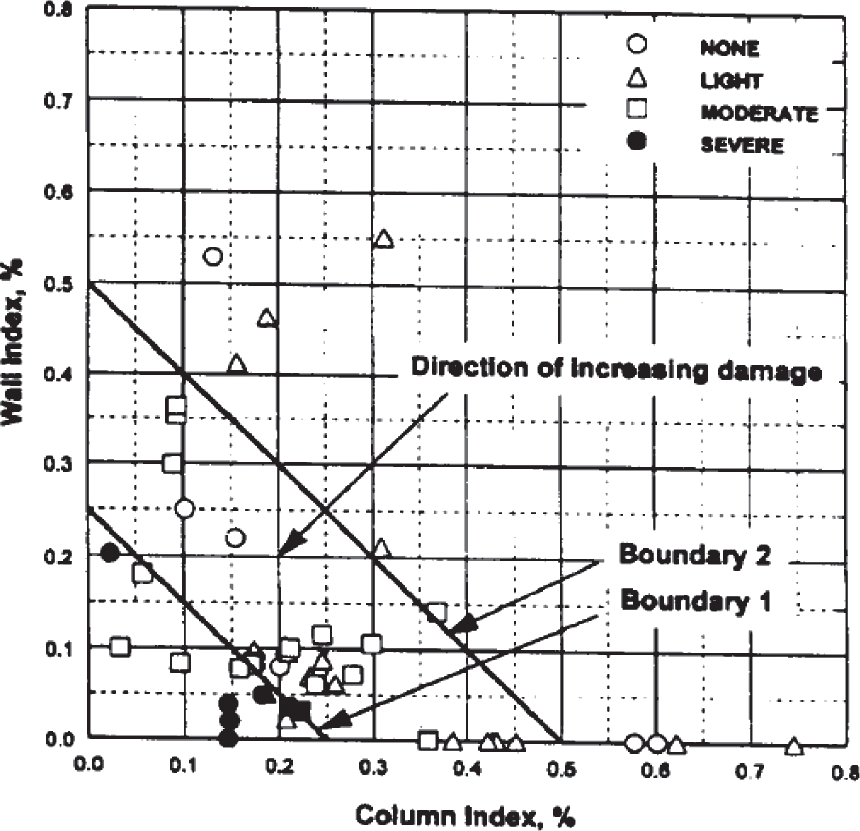 0.8
NONE
LIGHT
0.7
MODERATE
SEVERE
0.6
0.5
Wall Index, %
0.4
Direction of increasing damage
0.3
0.2
Boundary 2
Boundary 1
0.1
0.0
0.0 0.1 0.2 0.3 0.4 0.5 0.6 0.7 0.8
Column Index, %